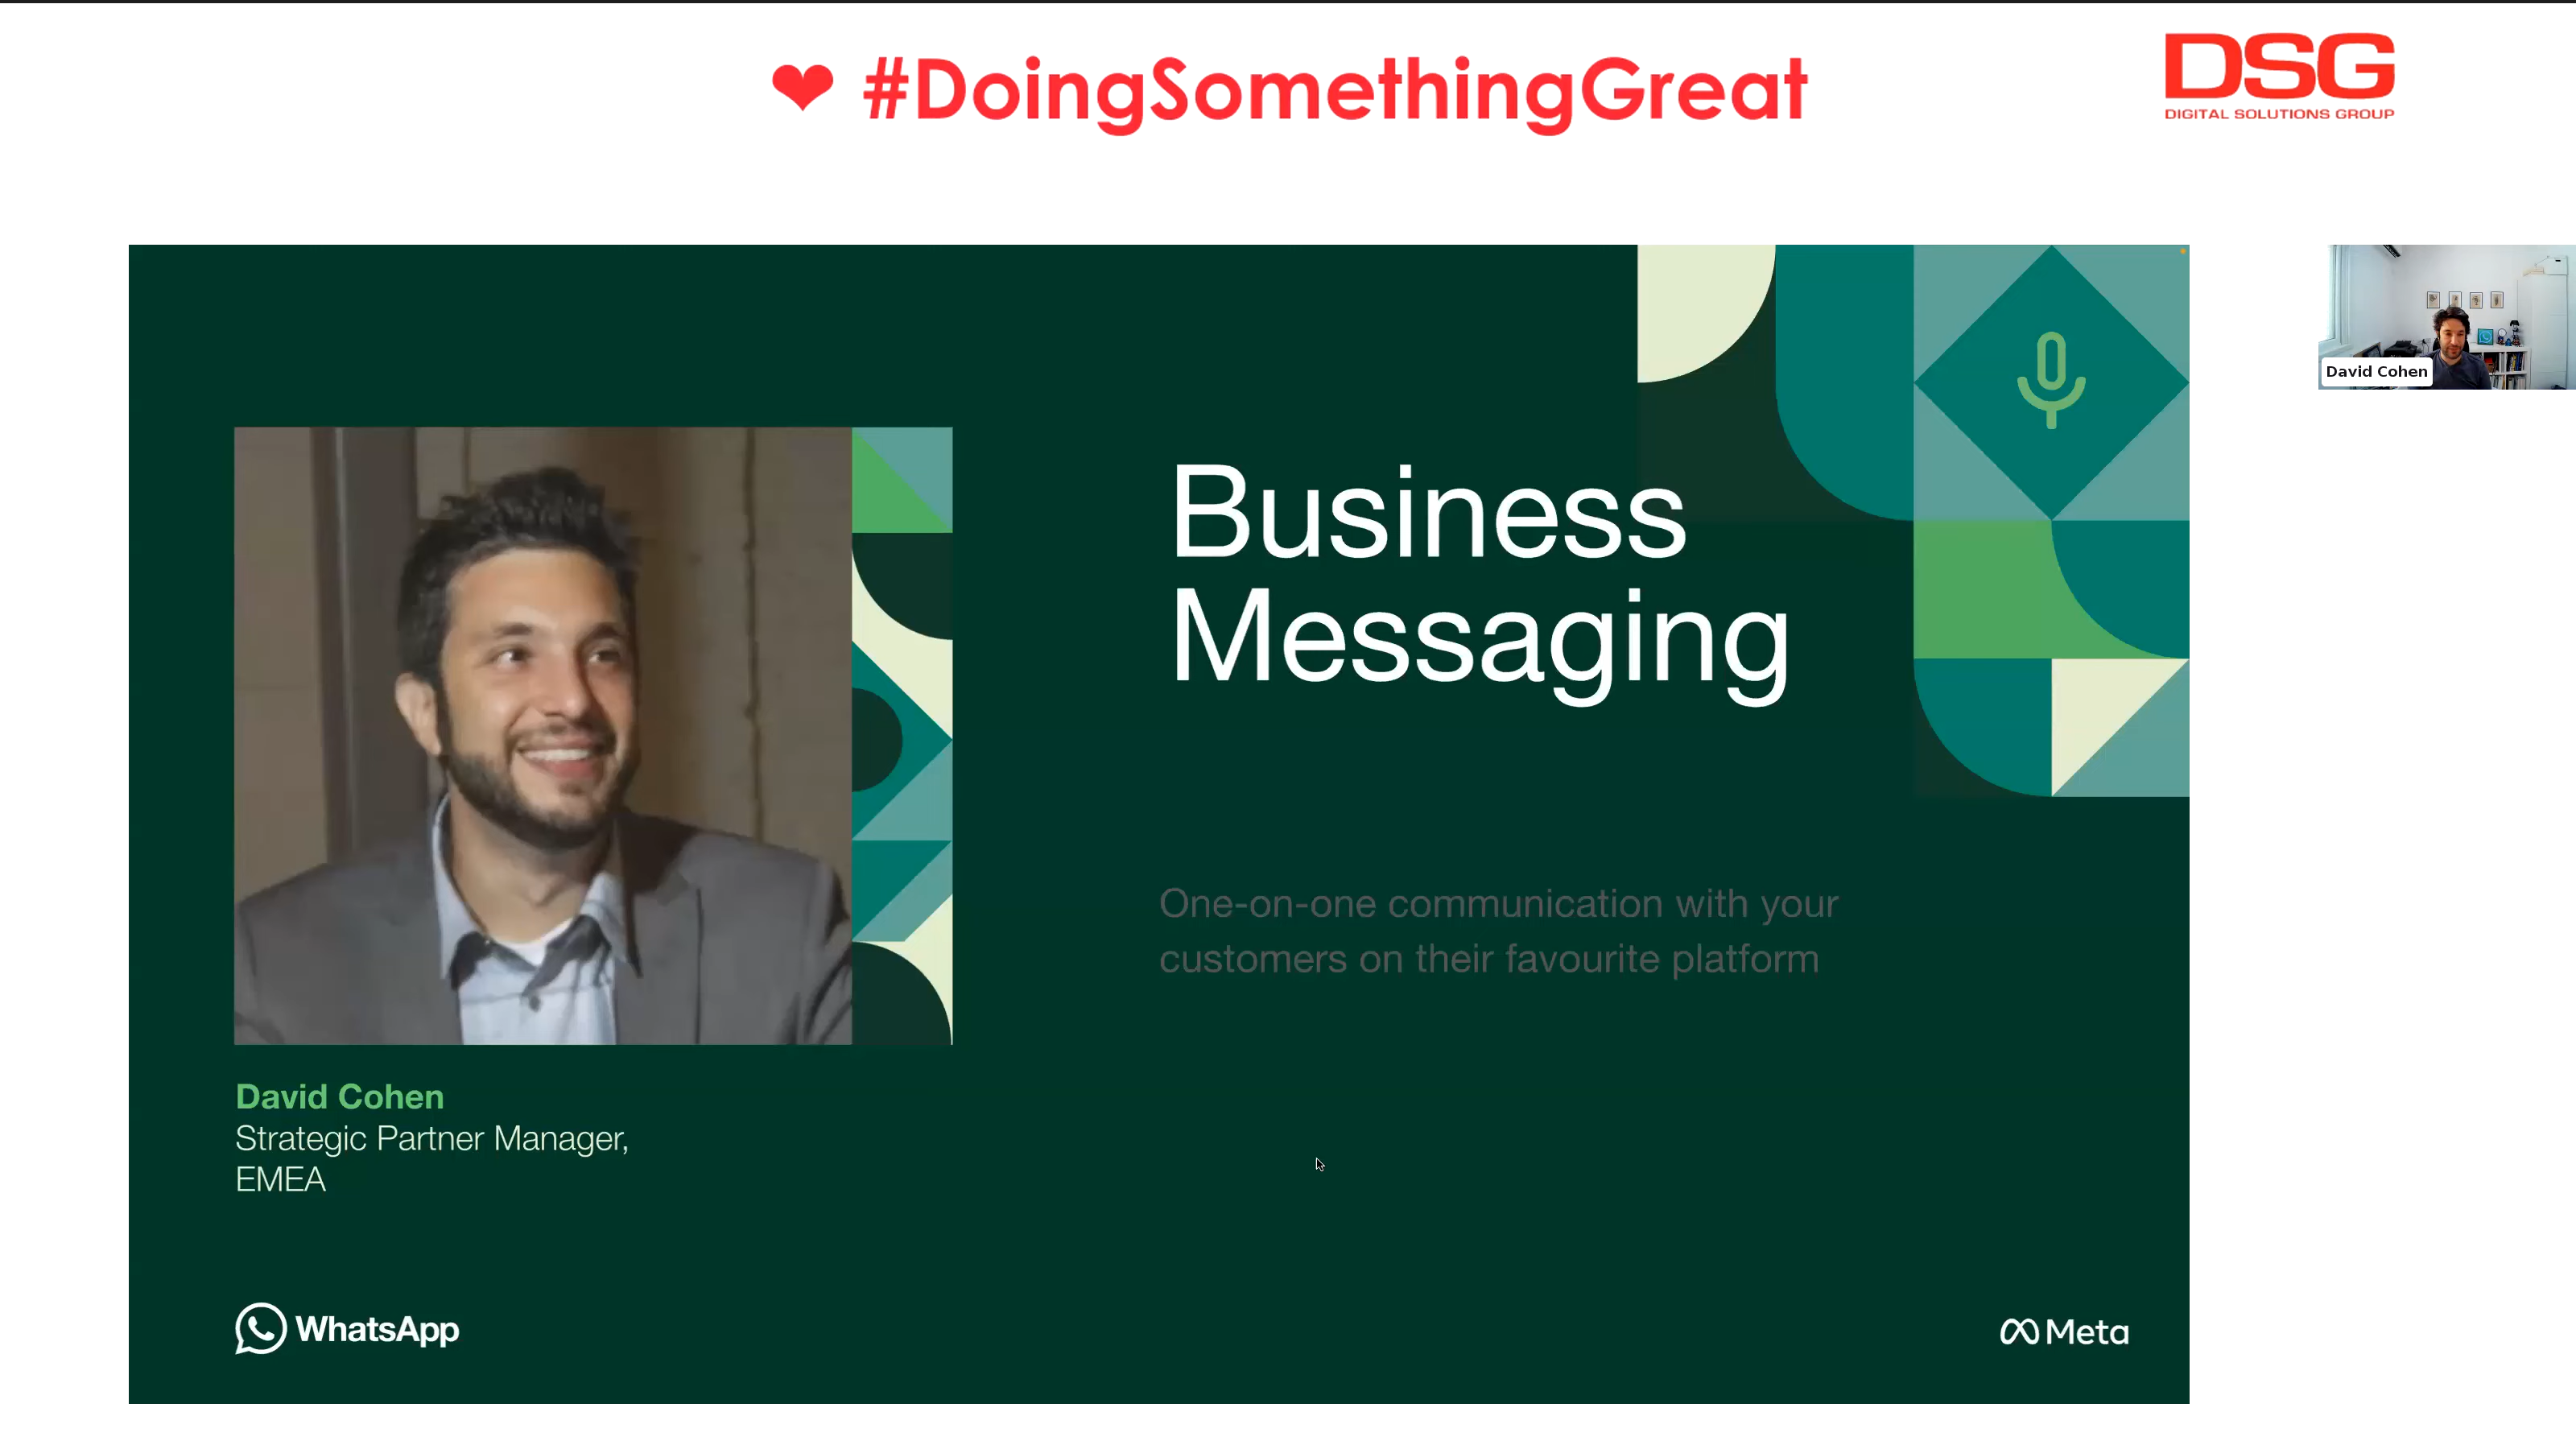 ❤ #DoingSomethingGreat
DSG
DIGITAL SOLUTIONS GROUP
David Cohen
Business
Messaging
One-on-one communication with your
customers on their favourite platform
David Cohen
Strategic Partner Manager,
EMEA
WhatsApp
Meta